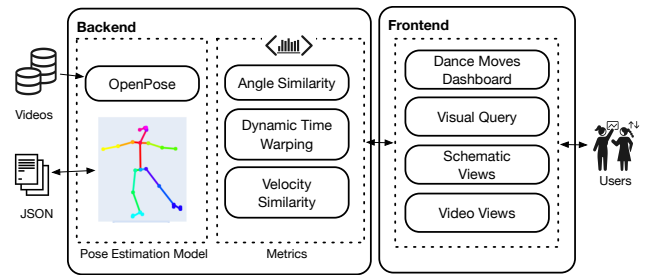 Backend
Frontend
Videos
JSON
OpenPose
Pose Estimation Model
Angle Similarity
Dynamic Time
Warping
Velocity
Similarity
Metrics
Dance Moves
Dashboard
Visual Query
Schematic
Views
Video Views
Users